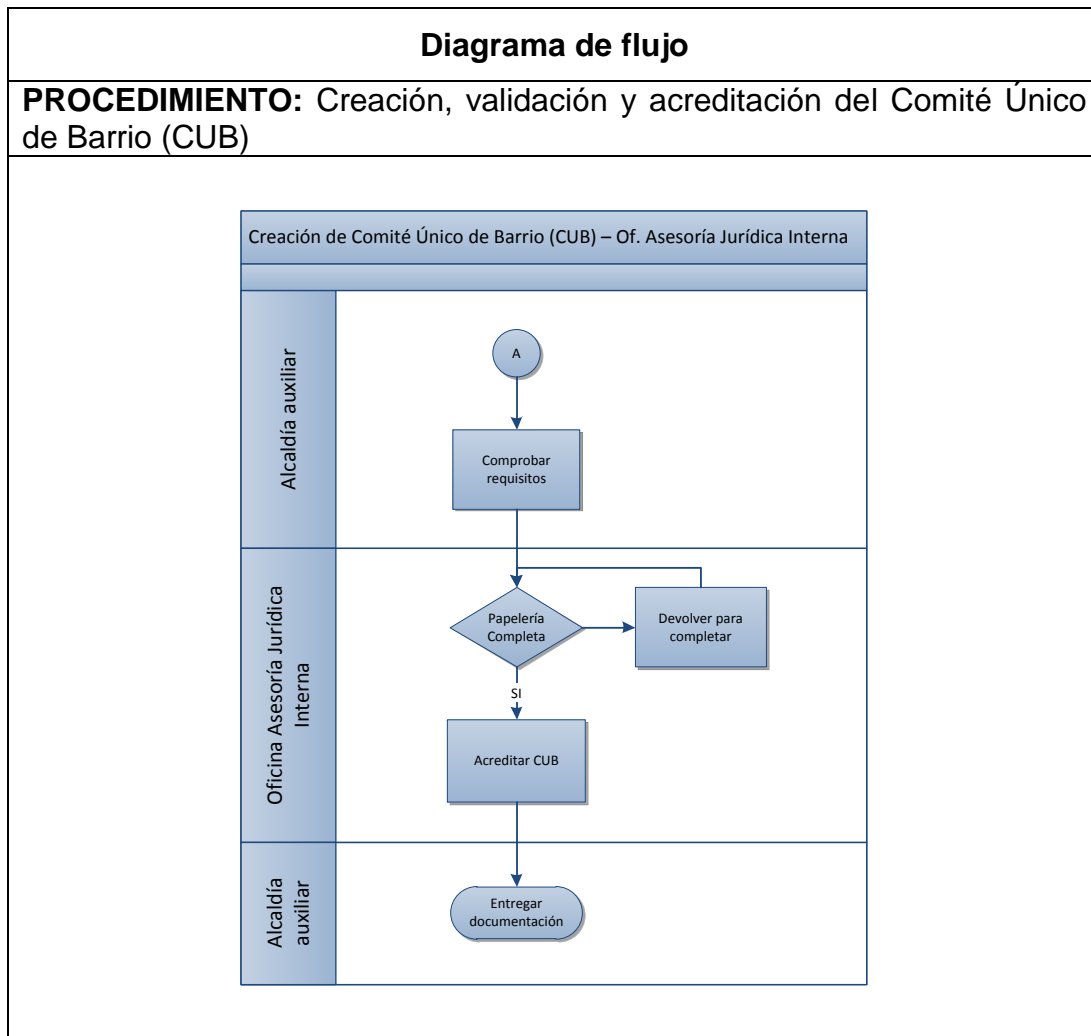 Diagrama de flujo
PROCEDIMIENTO: Creación, validación y acreditación del Comité Único
de Barrio (CUB)
Creación de Comité Único de Barrio (CUB) – Of. Asesoría Jurídica Interna
Alcaldía auxiliar
A
Comprobar
requisitos
Oficina Asesoría Jurídica
Interna
Papelería
Completa
Devolver para
completar
SI
Acreditar CUB
Alcaldía
auxiliar
Entregar
documentación